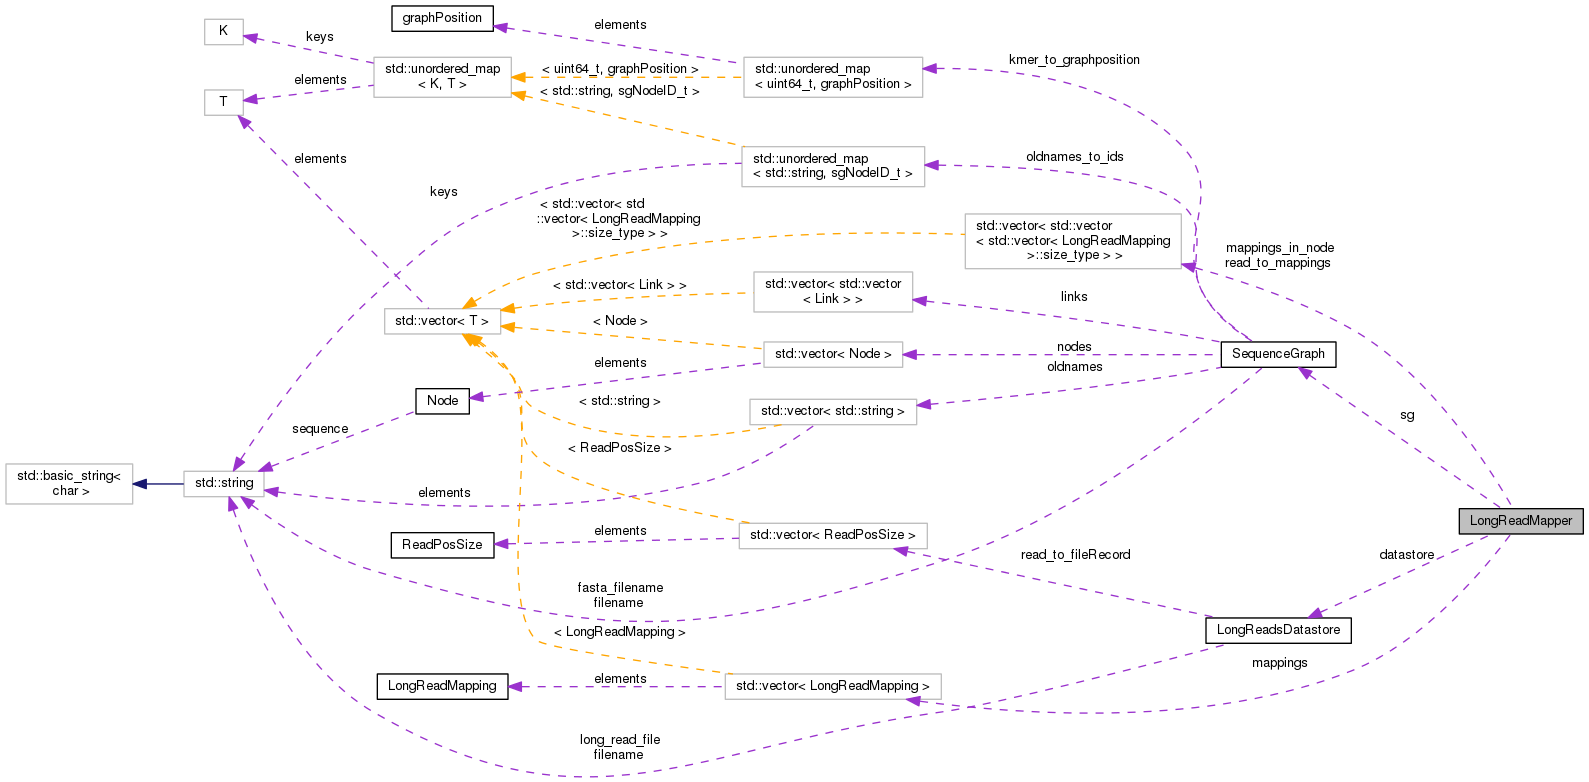 graphPosition
elements
K
keys
std::unordered_map
< K, T >
elements
T
< uint64_t, graphPosition >
< std::string, sgNodeID_t >
std::unordered_map
< uint64_t, graphPosition >
kmer_to_graphposition
elements
keys
std::unordered_map
< std::string, sgNodeID_t >
oldnames_to_ids
< std::vector< std
::vector< LongReadMapping
>::size_type > >
std::vector< std::vector
< std::vector< LongReadMapping
>::size_type > >
mappings_in_node
read_to_mappings
std::vector< T >
< std::vector< Link > >
std::vector< std::vector
< Link > >
links
< Node >
std::vector< Node >
nodes
SequenceGraph
elements
oldnames
Node
< std::string >
std::vector< std::string >
sg
sequence
< ReadPosSize >
std::basic_string<
char >
std::string
elements
LongReadMapper
ReadPosSize
elements
std::vector< ReadPosSize >
read_to_fileRecord
datastore
fasta_filename
filename
< LongReadMapping >
LongReadsDatastore
mappings
LongReadMapping
elements
std::vector< LongReadMapping >
long_read_file
filename